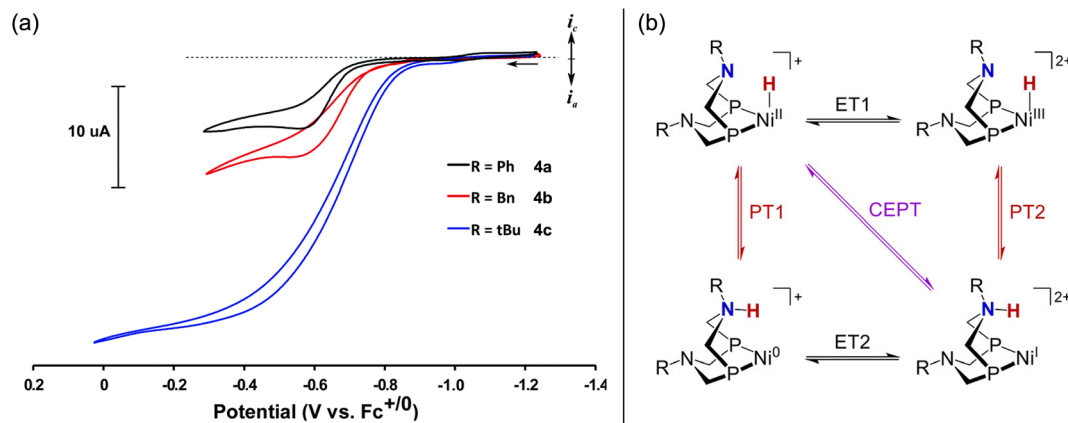 (a)
i_c
i_a
10 uA
R = Ph 4a
R = Bn 4b
R = tBu 4c
0.2 0 -0.2 -0.4 -0.6 -0.8 -1.0 -1.2 -1.4
Potential (V vs. Fc^+/0)
(b)
R N H + R N P P Ni^II
ET1
R N H 2+ R N P P Ni^III
PT1
CEPT
PT2
R N H + R N P P Ni^0
ET2
R N H 2+ R N P P Ni^I